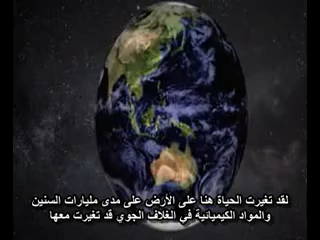 لقد تغيرت الحياة هنا على الأرض على مدى مليارات السنين
والمواد الكيميائية في الغلاف الجوي قد تغيرت معها